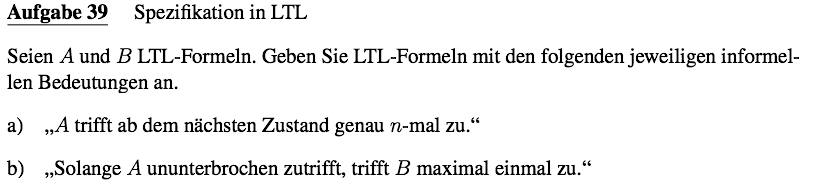 Aufgabe 39 Spezifikation in LTL
Seien A und B LTL-Formeln. Geben Sie LTL-Formeln mit den folgenden jeweiligen informel-
len Bedeutungen an.
a) „A trifft ab dem nächsten Zustand genau n-mal zu.“
b) „Solange A ununterbrochen zutrifft, trifft B maximal einmal zu.“